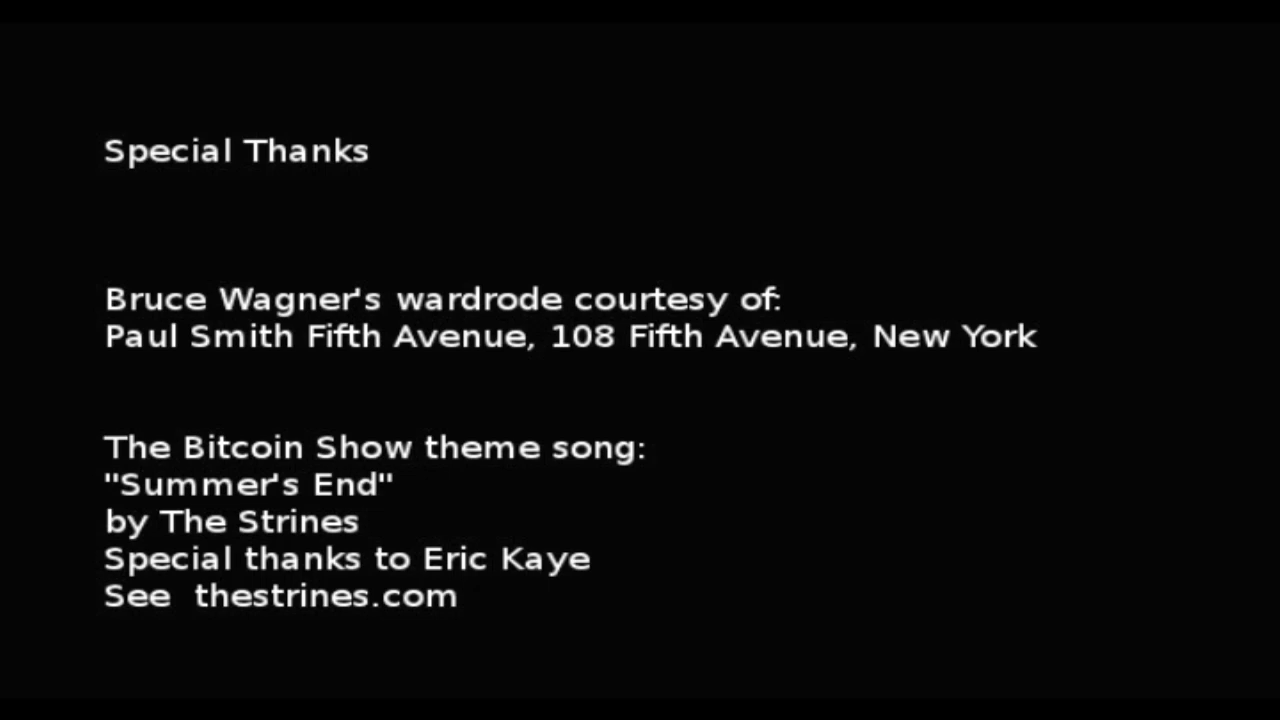 Special Thanks
Bruce Wagner's wardrode courtesy of:
Paul Smith Fifth Avenue, 108 Fifth Avenue, New York
The Bitcoin Show theme song:
"Summer's End"
by The Strines
Special thanks to Eric Kaye
See  thestrines.com